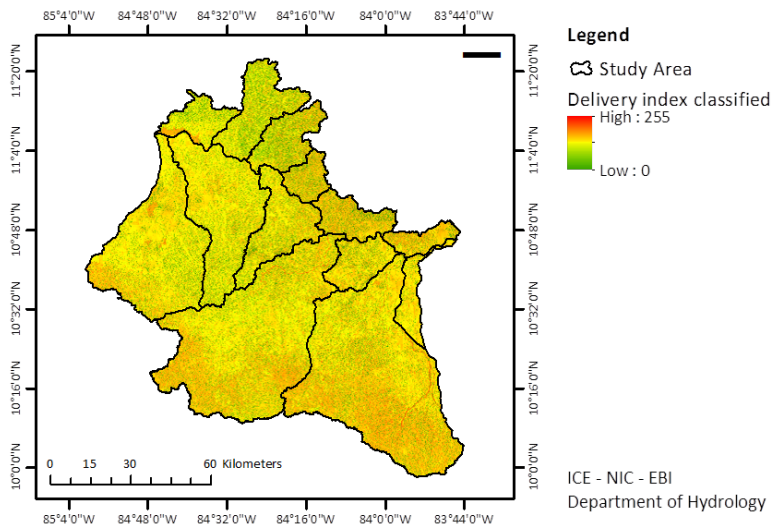 85°4'0"W 84°48'0"W 84°32'0"W 84°16'0"W 84°0'0"W 83°44'0"W
11°20'0"N
11°40'0"N
10°48'0"N
10°32'0"N
10°16'0"N
10°0'0"N
11°20'0"N
11°40'0"N
10°48'0"N
10°32'0"N
10°16'0"N
10°0'0"N
0 15 30 60 Kilometers
85°4'0"W 84°48'0"W 84°32'0"W 84°16'0"W 84°0'0"W 83°44'0"W
Legend
Study Area
Delivery index classified
High : 255
Low : 0
ICE - NIC - EBI
Department of Hydrology